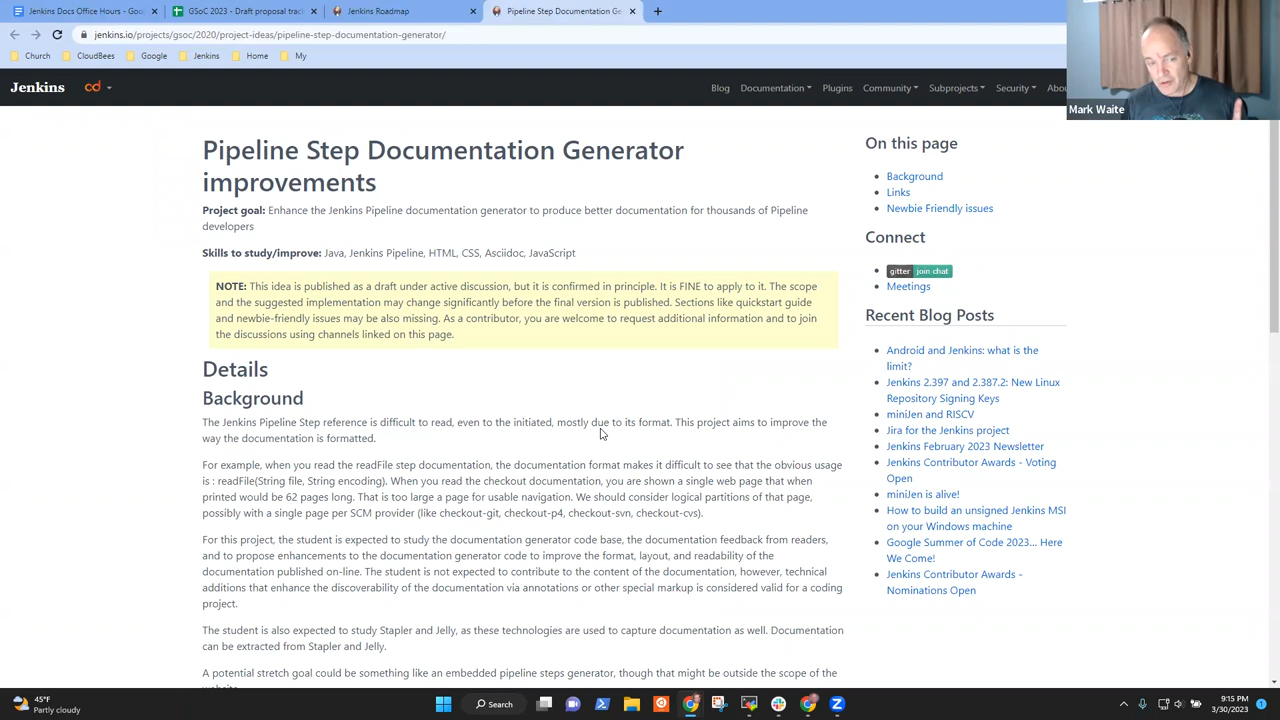 Jenkins Docs Office Hours - Goo
GSoC 2023 - Draft proposal track
Jenkins Roadmap
Pipeline Step Documentation Ge
jenkins.io/projects/gsoc/2020/project-ideas/pipeline-step-documentation-generator/
Church
CloudBees
Google
Jenkins
Home
My
Jenkins
cd
Blog
Documentation
Plugins
Community
Subprojects
Security
Abou
Mark Waite
Pipeline Step Documentation Generator
improvements
Project goal: Enhance the Jenkins Pipeline documentation generator to produce better documentation for thousands of Pipeline
developers
Skills to study/improve: Java, Jenkins Pipeline, HTML, CSS, Asciidoc, JavaScript
NOTE: This idea is published as a draft under active discussion, but it is confirmed in principle. It is FINE to apply to it. The scope
and the suggested implementation may change significantly before the final version is published. Sections like quickstart guide
and newbie-friendly issues may be also missing. As a contributor, you are welcome to request additional information and to join
the discussions using channels linked on this page.
Details
Background
The Jenkins Pipeline Step reference is difficult to read, even to the initiated, mostly due to its format. This project aims to improve the
way the documentation is formatted.
For example, when you read the readFile step documentation, the documentation format makes it difficult to see that the obvious usage
is : readFile(String file, String encoding). When you read the checkout documentation, you are shown a single web page that when
printed would be 62 pages long. That is too large a page for usable navigation. We should consider logical partitions of that page,
possibly with a single page per SCM provider (like checkout-git, checkout-p4, checkout-svn, checkout-cvs).
For this project, the student is expected to study the documentation generator code base, the documentation feedback from readers,
and to propose enhancements to the documentation generator code to improve the format, layout, and readability of the
documentation published on-line. The student is not expected to contribute to the content of the documentation, however, technical
additions that enhance the discoverability of the documentation via annotations or other special markup is considered valid for a coding
project.
The student is also expected to study Stapler and Jelly, as these technologies are used to capture documentation as well. Documentation
can be extracted from Stapler and Jelly.
A potential stretch goal could be something like an embedded pipeline steps generator, though that might be outside the scope of the
website.
On this page
Background
Links
Newbie Friendly issues
Connect
gitter join chat
Meetings
Recent Blog Posts
Android and Jenkins: what is the
limit?
Jenkins 2.397 and 2.387.2: New Linux
Repository Signing Keys
miniJen and RISCV
Jira for the Jenkins project
Jenkins February 2023 Newsletter
Jenkins Contributor Awards - Voting
Open
miniJen is alive!
How to build an unsigned Jenkins MSI
on your Windows machine
Google Summer of Code 2023... Here
We Come!
Jenkins Contributor Awards -
Nominations Open
45°F
Partly cloudy
Search
9:15 PM
3/30/2023